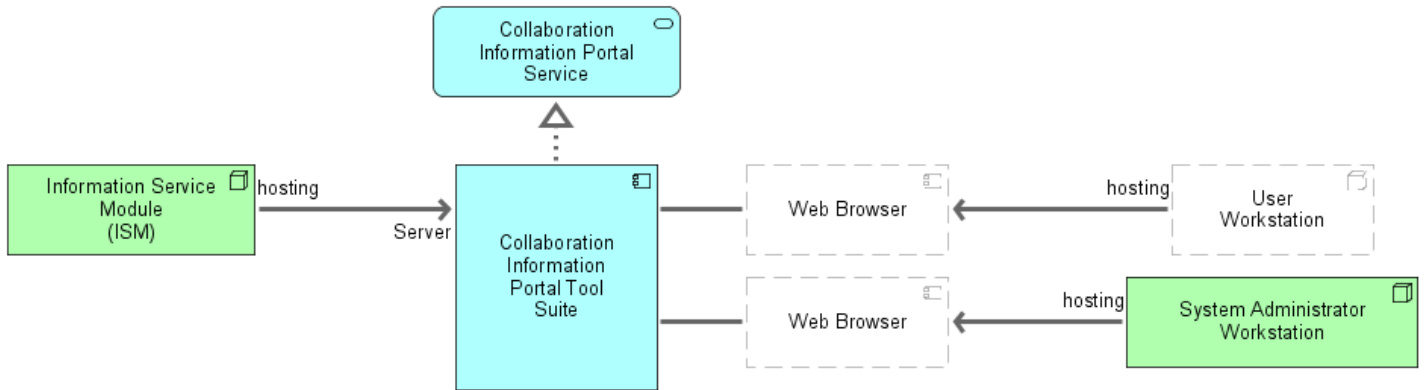 Collaboration
Information Portal
Service
Information Service
Module
(ISM)
hosting
Server
Collaboration
Information
Portal Tool
Suite
Web Browser
hosting
User
Workstation
Web Browser
hosting
System Administrator
Workstation